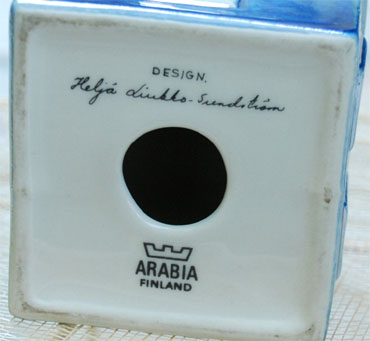 DESIGN.
Heljä Liukko-Sundström
ARABIA
FINLAND